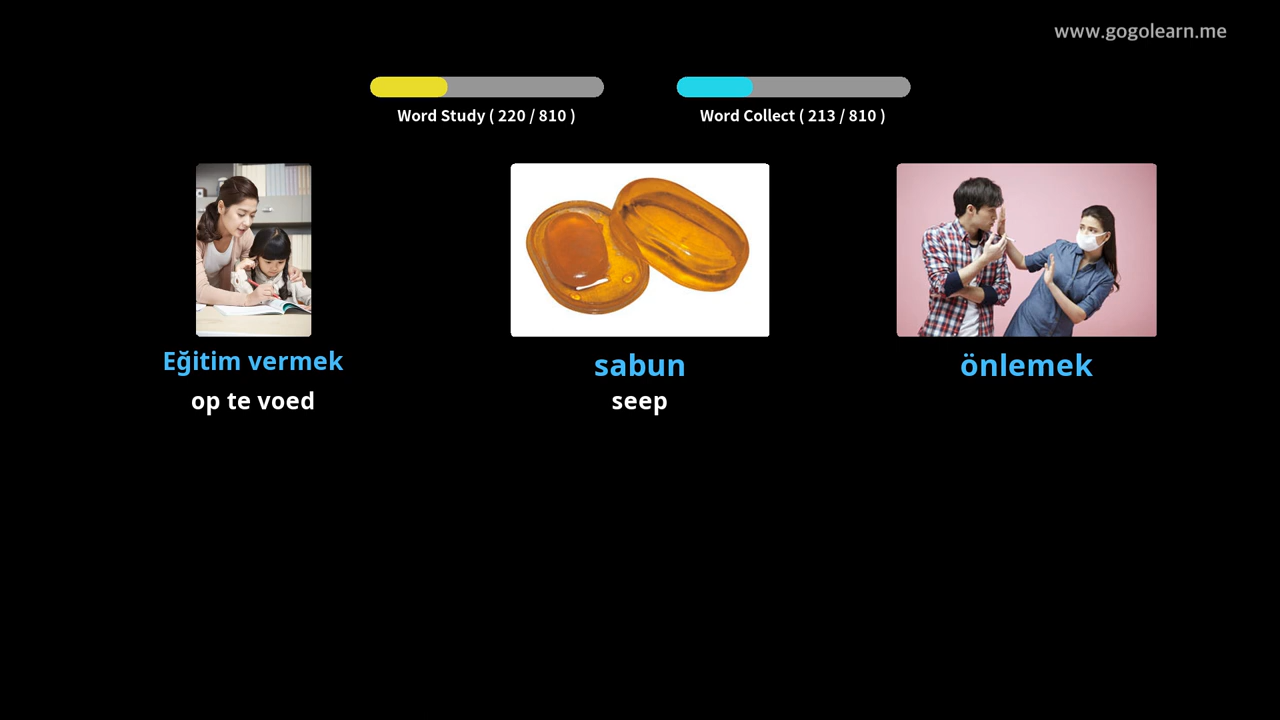 www.gogolearn.me
Word Study ( 220 / 810 )
Word Collect ( 213 / 810 )
Eğitim vermek
op te voed
sabun
seep
önlemek